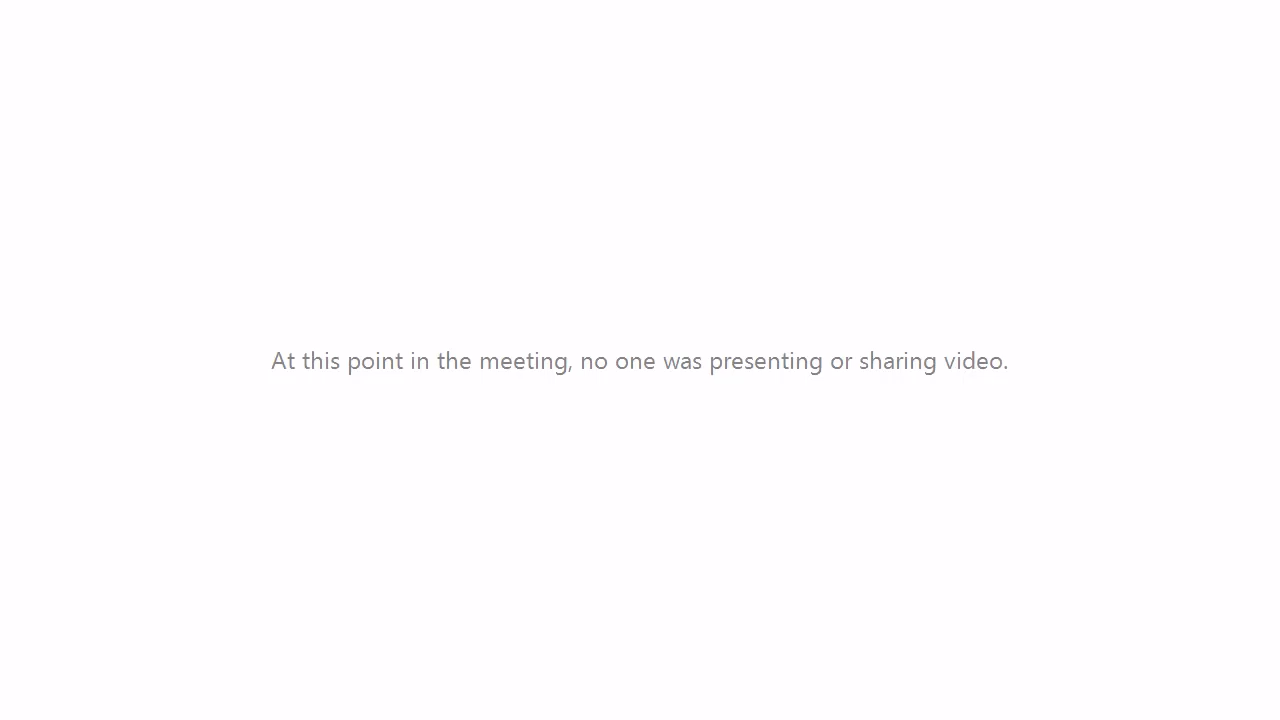 At this point in the meeting, no one was presenting or sharing video.